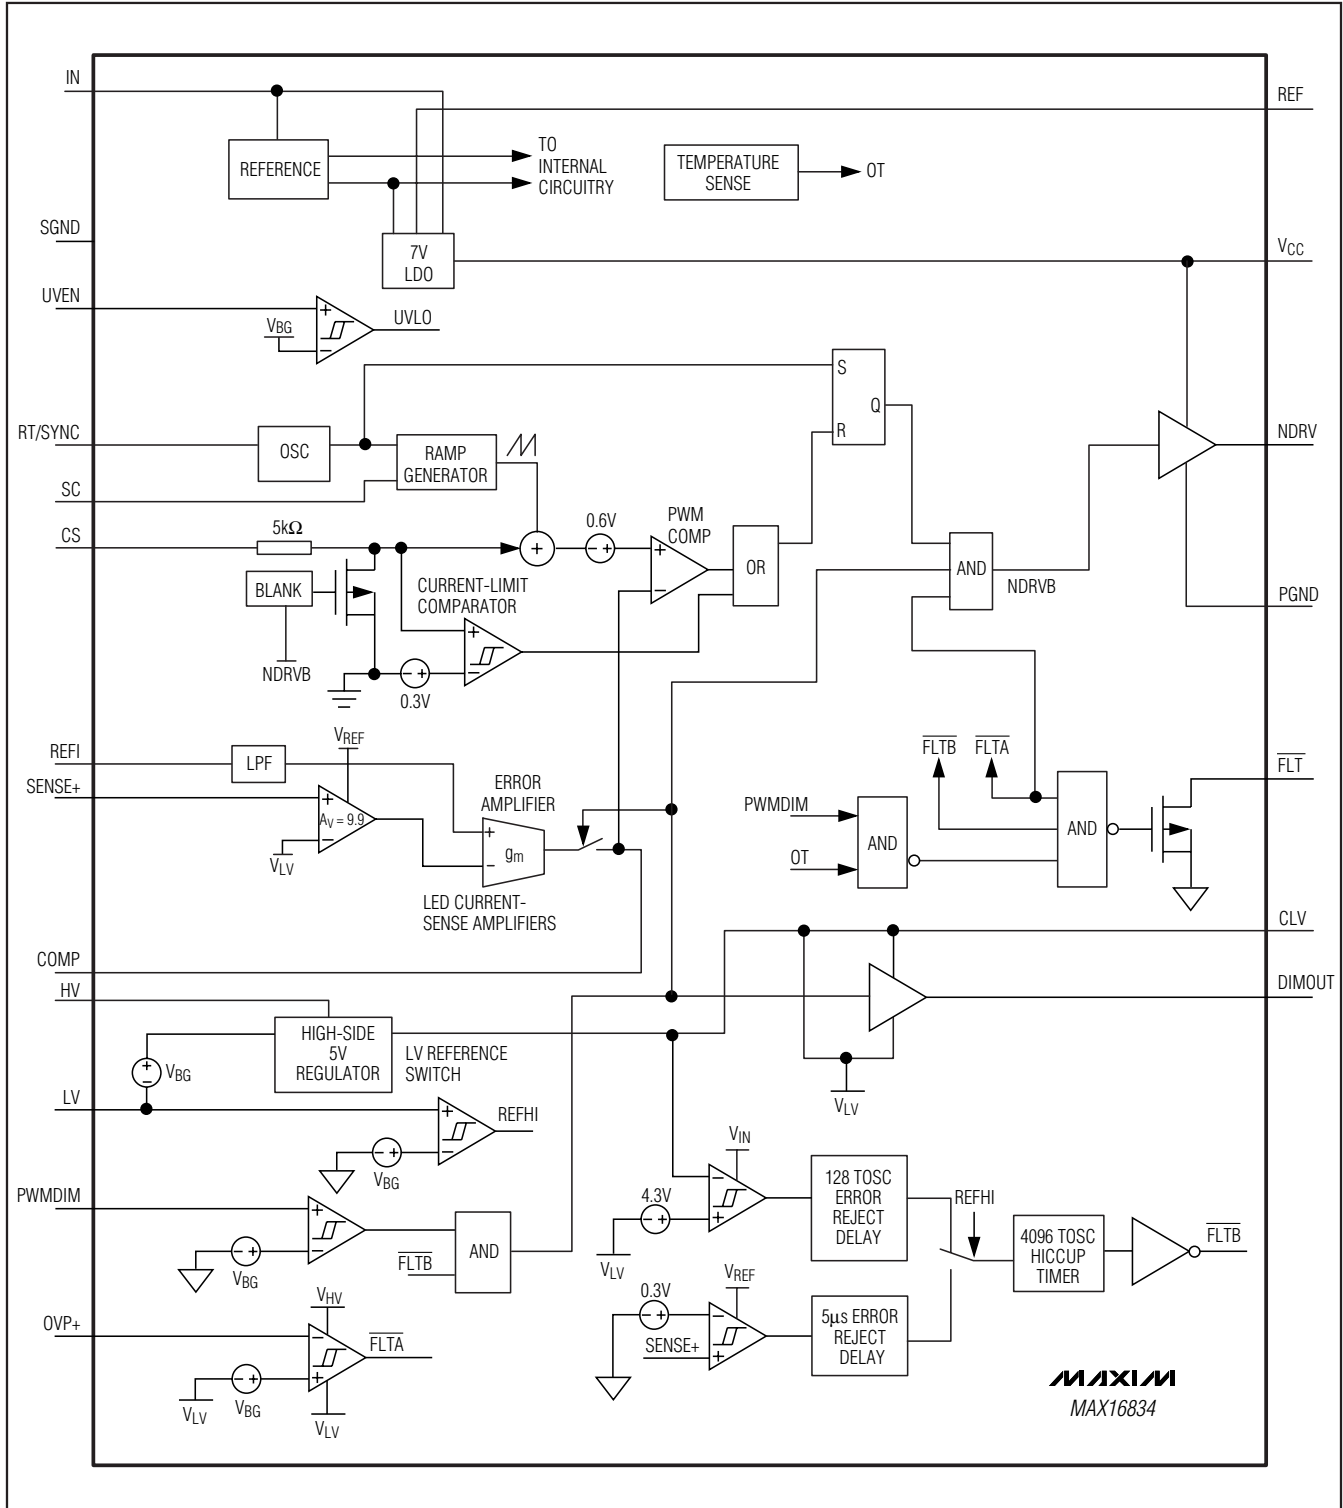 IN
REF
REFERENCE
TO
INTERNAL
CIRCUITRY
TEMPERATURE
SENSE
OT
SGND
7V
LDO
VCC
UVEN
VBG
+
−
UVLO
S
Q
R
RT/SYNC
OSC
RAMP
GENERATOR
NDRV
SC
CS
5kΩ
+
0.6V
− +
PWM
COMP
+
−
OR
AND
NDRVB
PGND
BLANK
NDRVB
CURRENT-LIMIT
COMPARATOR
+
−
− +
0.3V
REFI
LPF
VREF
SENSE+
+
AV = 9.9
−
VLV
ERROR
AMPLIFIER
+
gm
−
LED CURRENT-
SENSE AMPLIFIERS
FLTB
FLTA
FLT
PWMDIM
AND
OT
AND
CLV
COMP
HV
DIMOUT
HIGH-SIDE
5V
REGULATOR
LV REFERENCE
SWITCH
+
−
VBG
LV
+
−
REFHI
− +
VBG
VLV
PWMDIM
+
−
− +
VBG
FLTB
AND
VIN
4.3V
− +
−
+
VLV
128 TOSC
ERROR
REJECT
DELAY
REFHI
4096 TOSC
HICCUP
TIMER
FLTB
VREF
0.3V
− +
SENSE+
−
+
5µs ERROR
REJECT
DELAY
OVP+
VHV
−
+
FLTA
− +
VBG
VLV
VLV
MAXIM
MAX16834